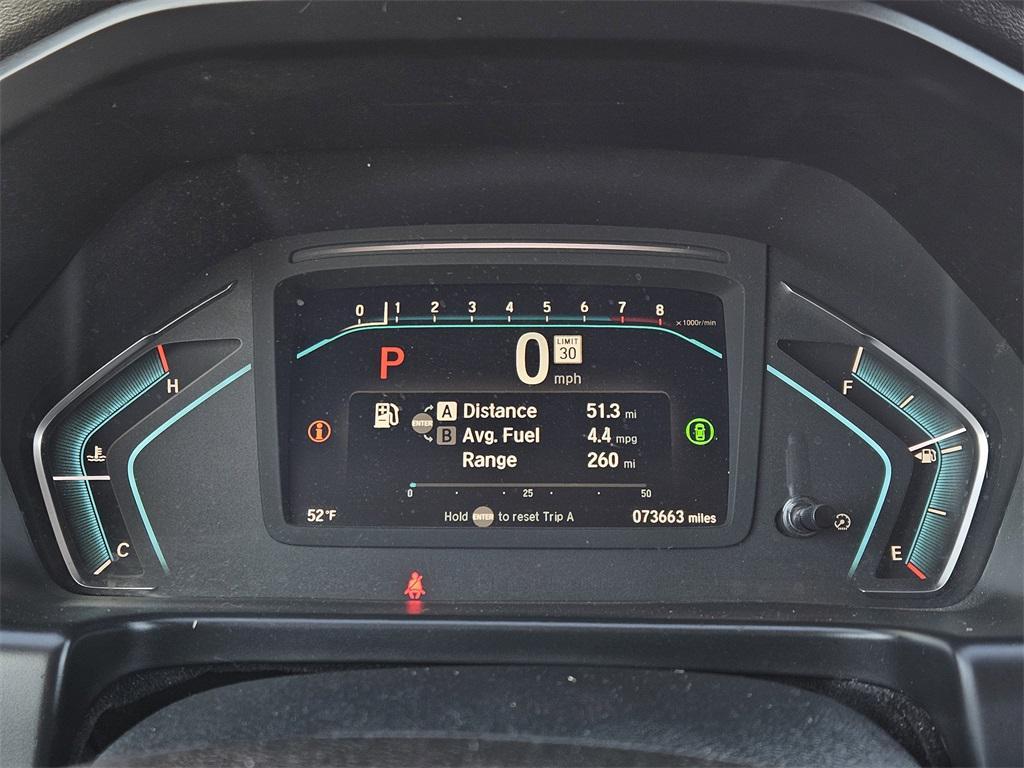 0 1 2 3 4 5 6 7 8
x1000r/min
P
0
mph
LIMIT
30
H
F
ENTER
A Distance 51.3 mi
B Avg. Fuel 4.4 mpg
Range 260 mi
i
0 25 50
52°F
Hold ENTER to reset Trip A
073663 miles
C
E